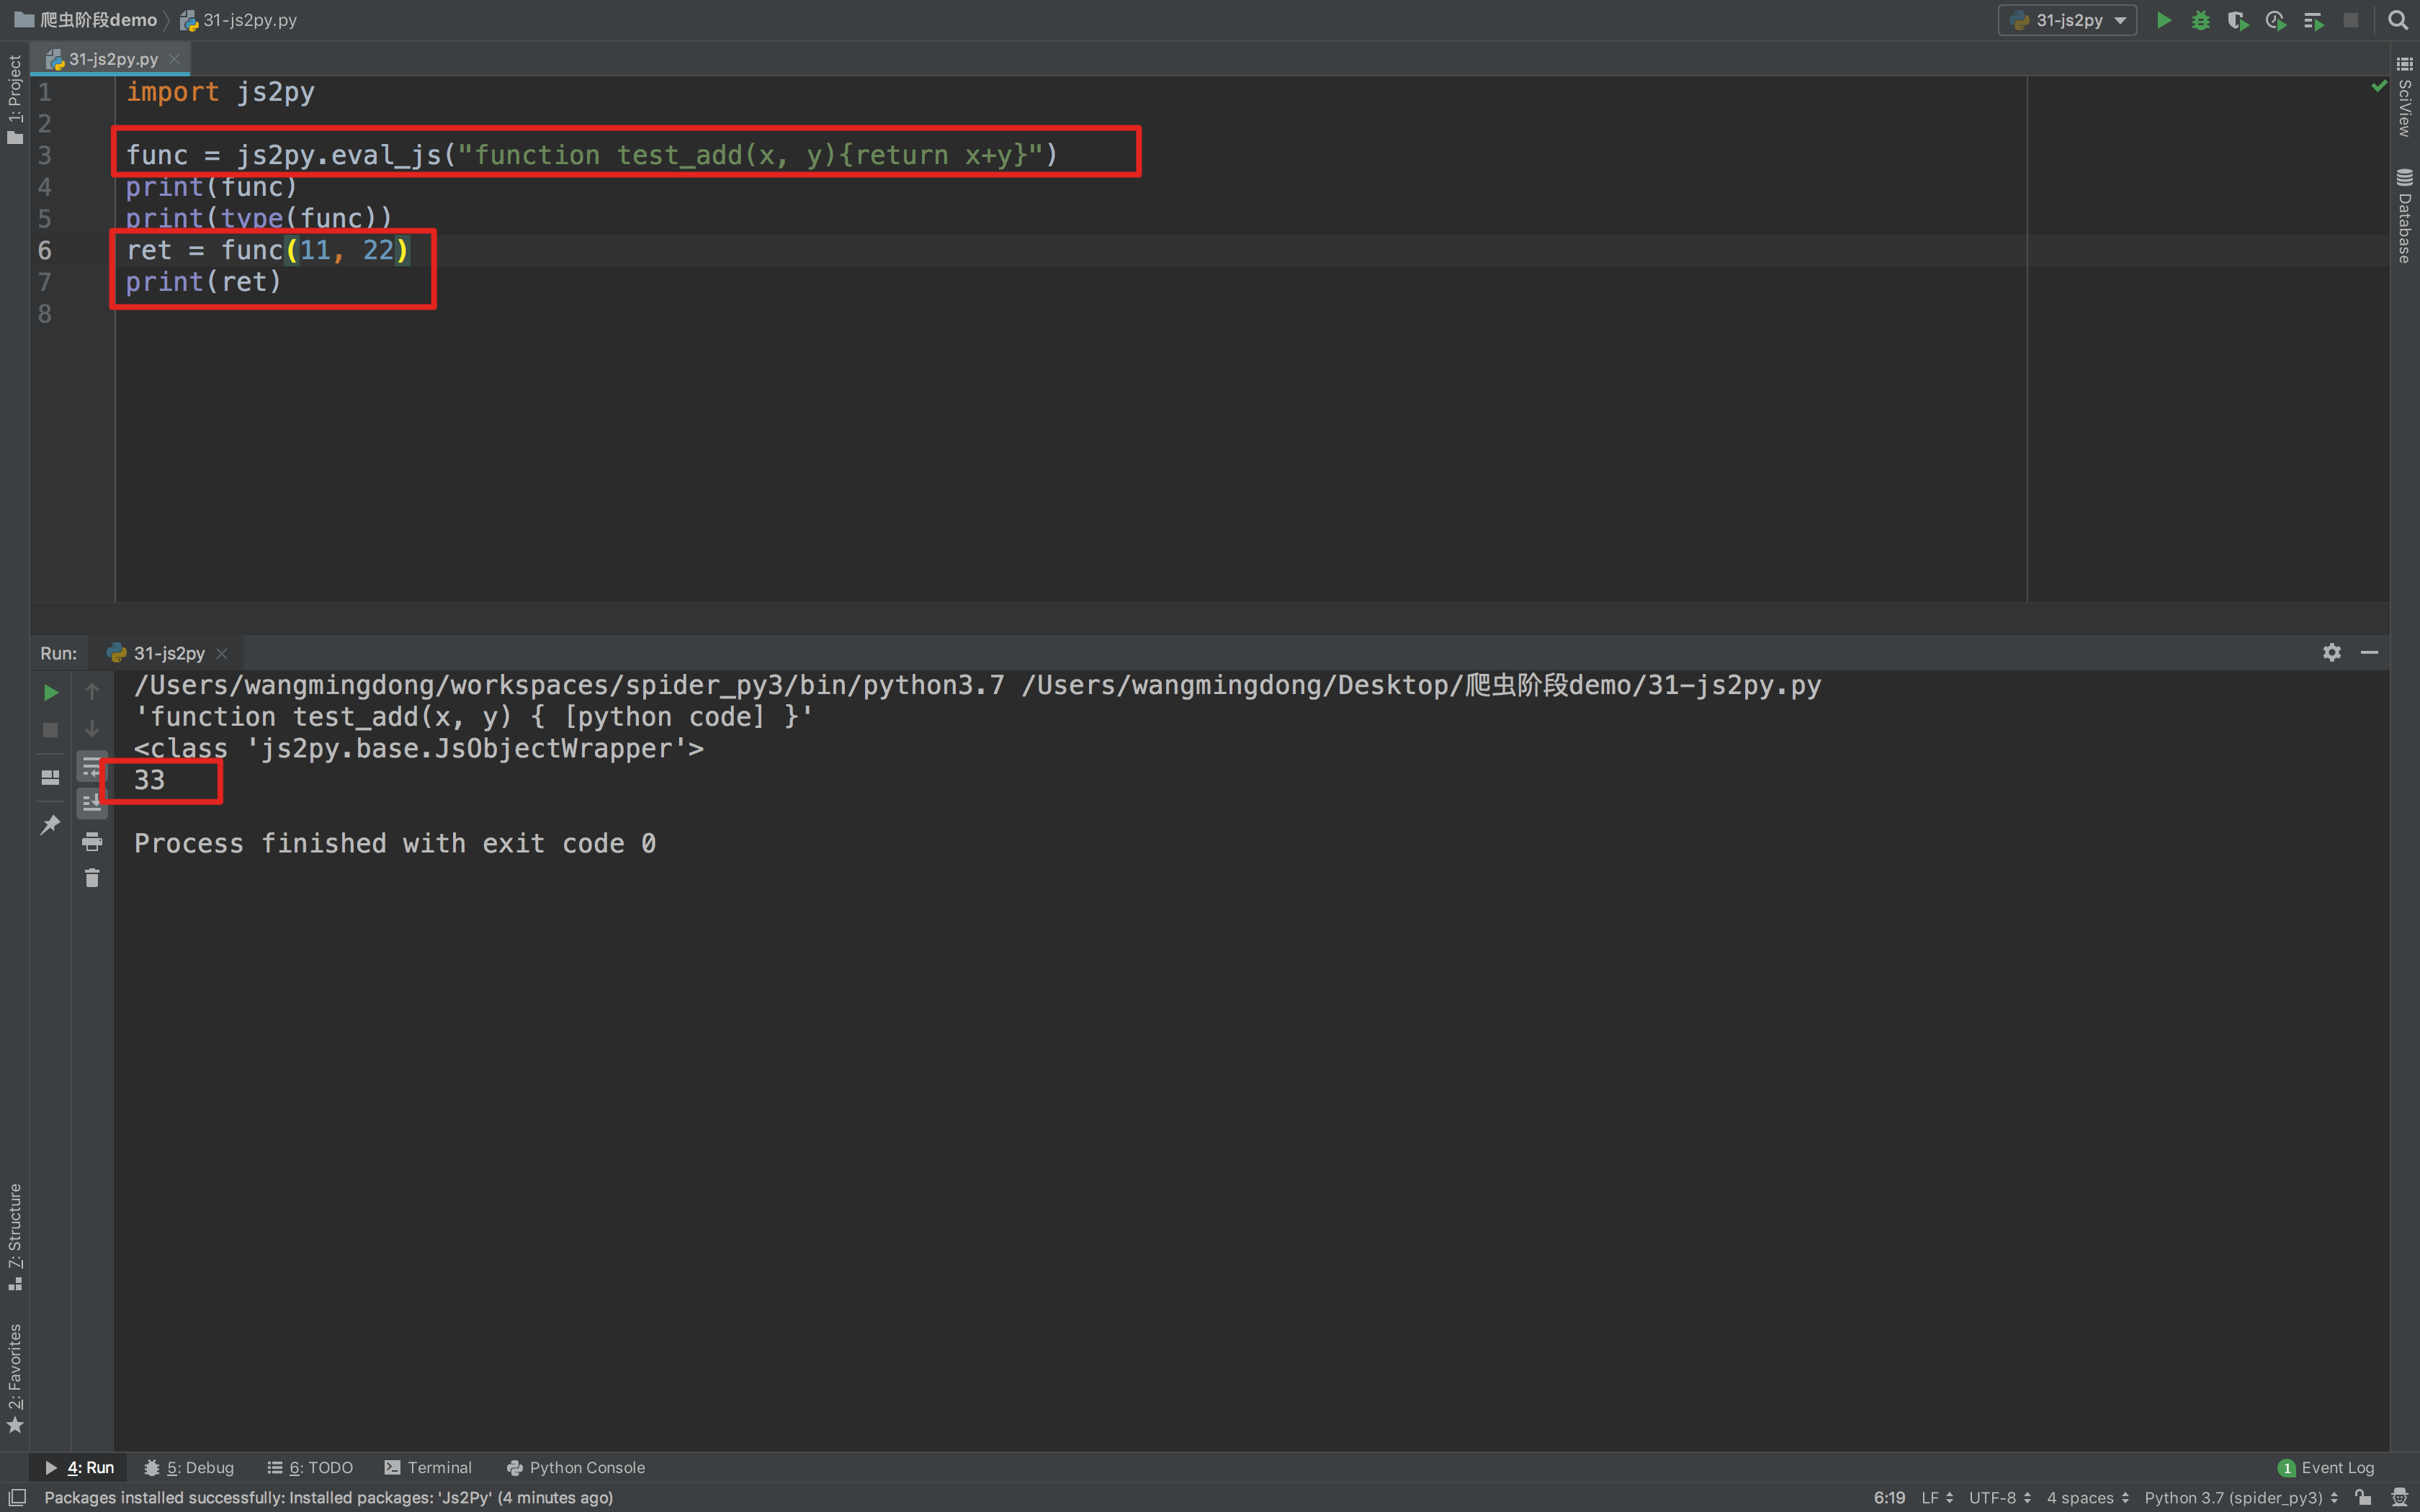 爬虫阶段demo 31-js2py.py 31-js2py
31-js2py.py
1: Project
SciView
Database
1 import js2py
2
3 func = js2py.eval_js("function test_add(x, y){return x+y}")
4 print(func)
5 print(type(func))
6 ret = func(11, 22)
7 print(ret)
8
Run: 31-js2py
/Users/wangmingdong/workspaces/spider_py3/bin/python3.7 /Users/wangmingdong/Desktop/爬虫阶段demo/31-js2py.py
'function test_add(x, y) { [python code] }'
<class 'js2py.base.JsObjectWrapper'>
33
Process finished with exit code 0
7: Structure
2: Favorites
4: Run 5: Debug 6: TODO Terminal Python Console 1 Event Log
Packages installed successfully: Installed packages: 'Js2Py' (4 minutes ago) 6:19 LF UTF-8 4 spaces Python 3.7 (spider_py3)